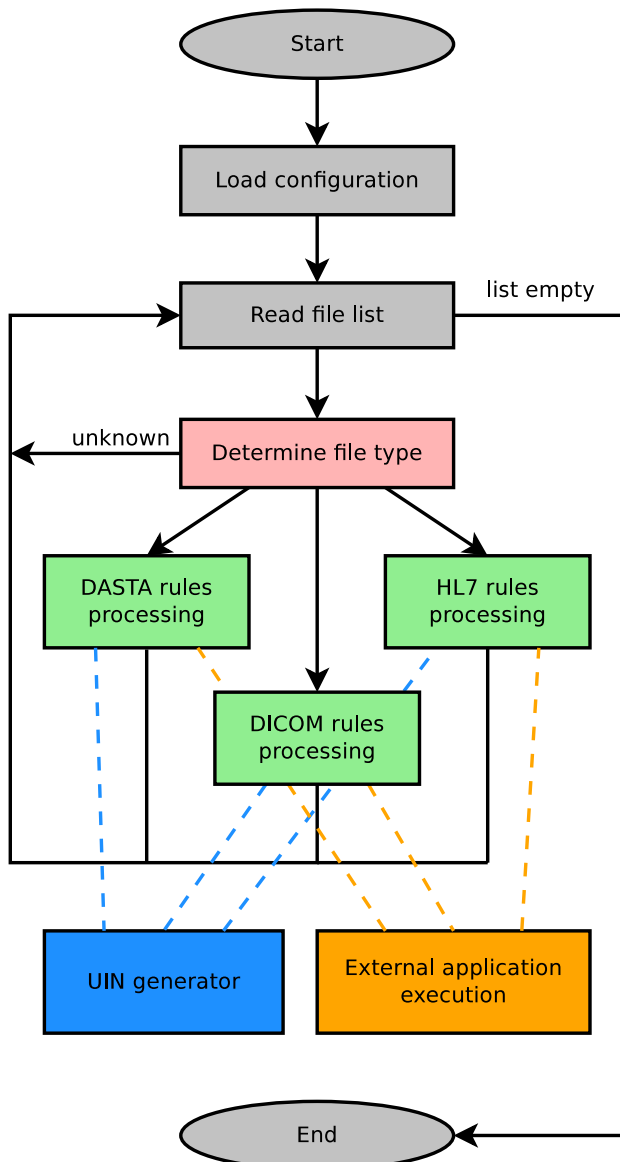 Start
Load configuration
list empty
Read file list
unknown
Determine file type
DASTA rules
processing
HL7 rules
processing
DICOM rules
processing
UIN generator
External application
execution
End